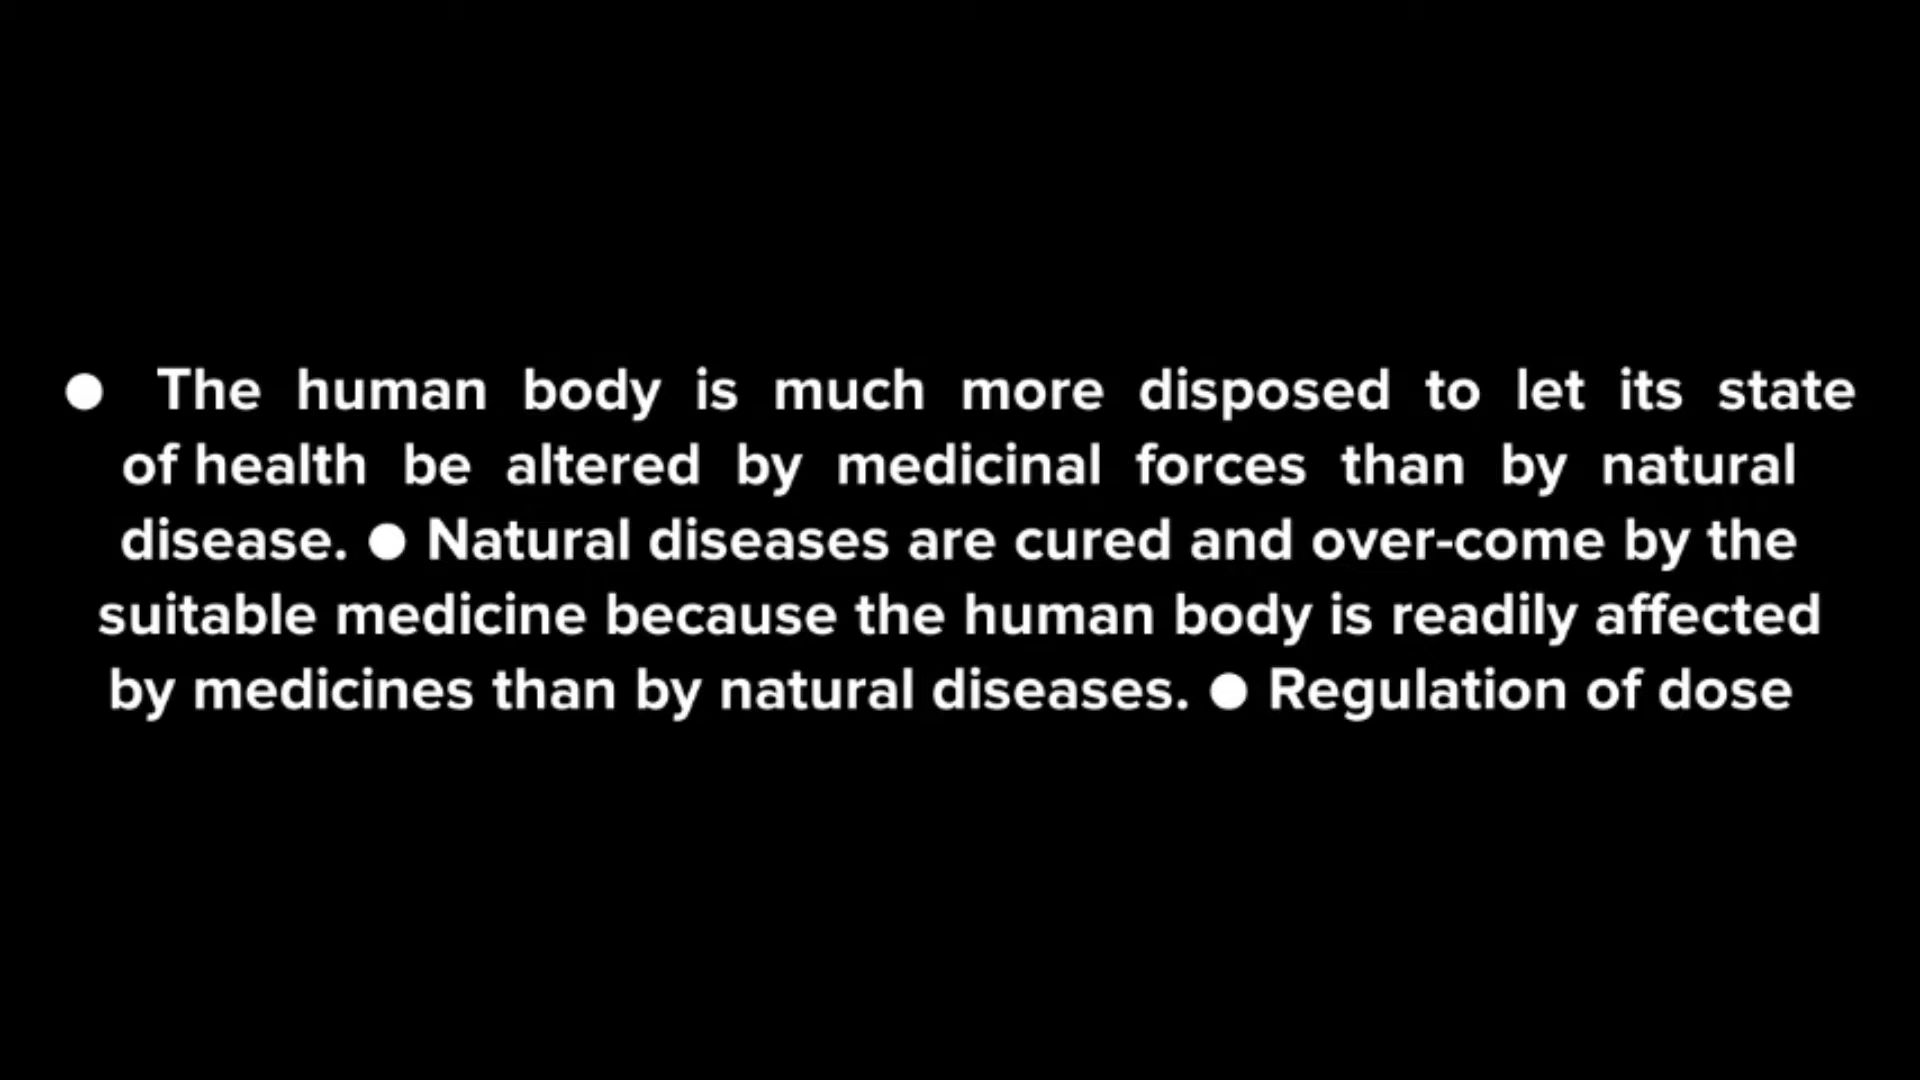 ● The human body is much more disposed to let its state
of health be altered by medicinal forces than by natural
disease. ● Natural diseases are cured and over-come by the
suitable medicine because the human body is readily affected
by medicines than by natural diseases. ● Regulation of dose